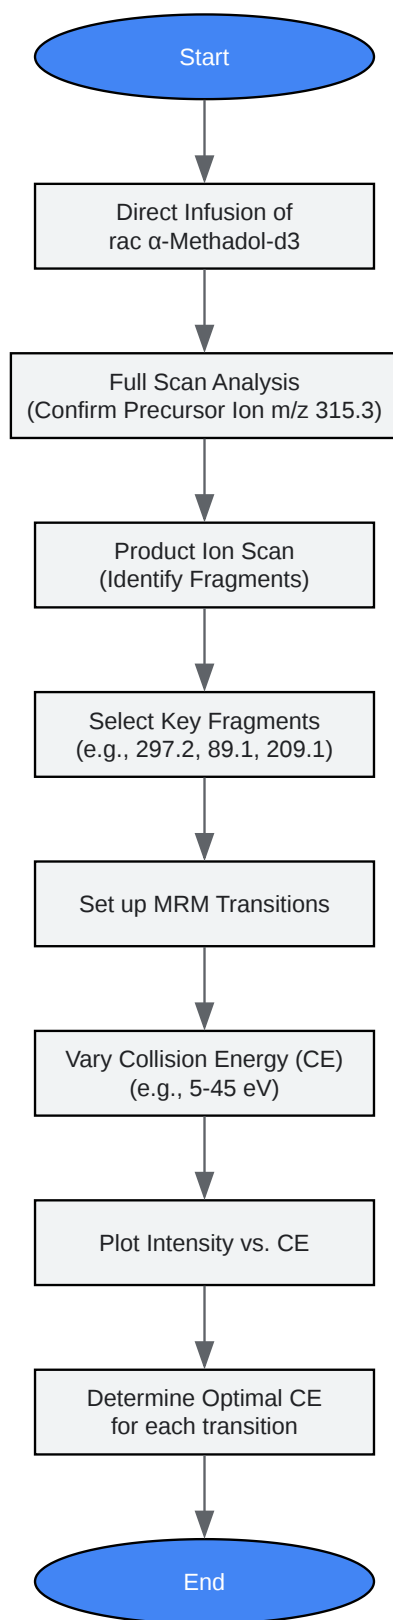 Start
Direct Infusion of
rac α-Methadol-d3
Full Scan Analysis
(Confirm Precursor Ion m/z 315.3)
Product Ion Scan
(Identify Fragments)
Select Key Fragments
(e.g., 297.2, 89.1, 209.1)
Set up MRM Transitions
Vary Collision Energy (CE)
(e.g., 5-45 eV)
Plot Intensity vs. CE
Determine Optimal CE
for each transition
End